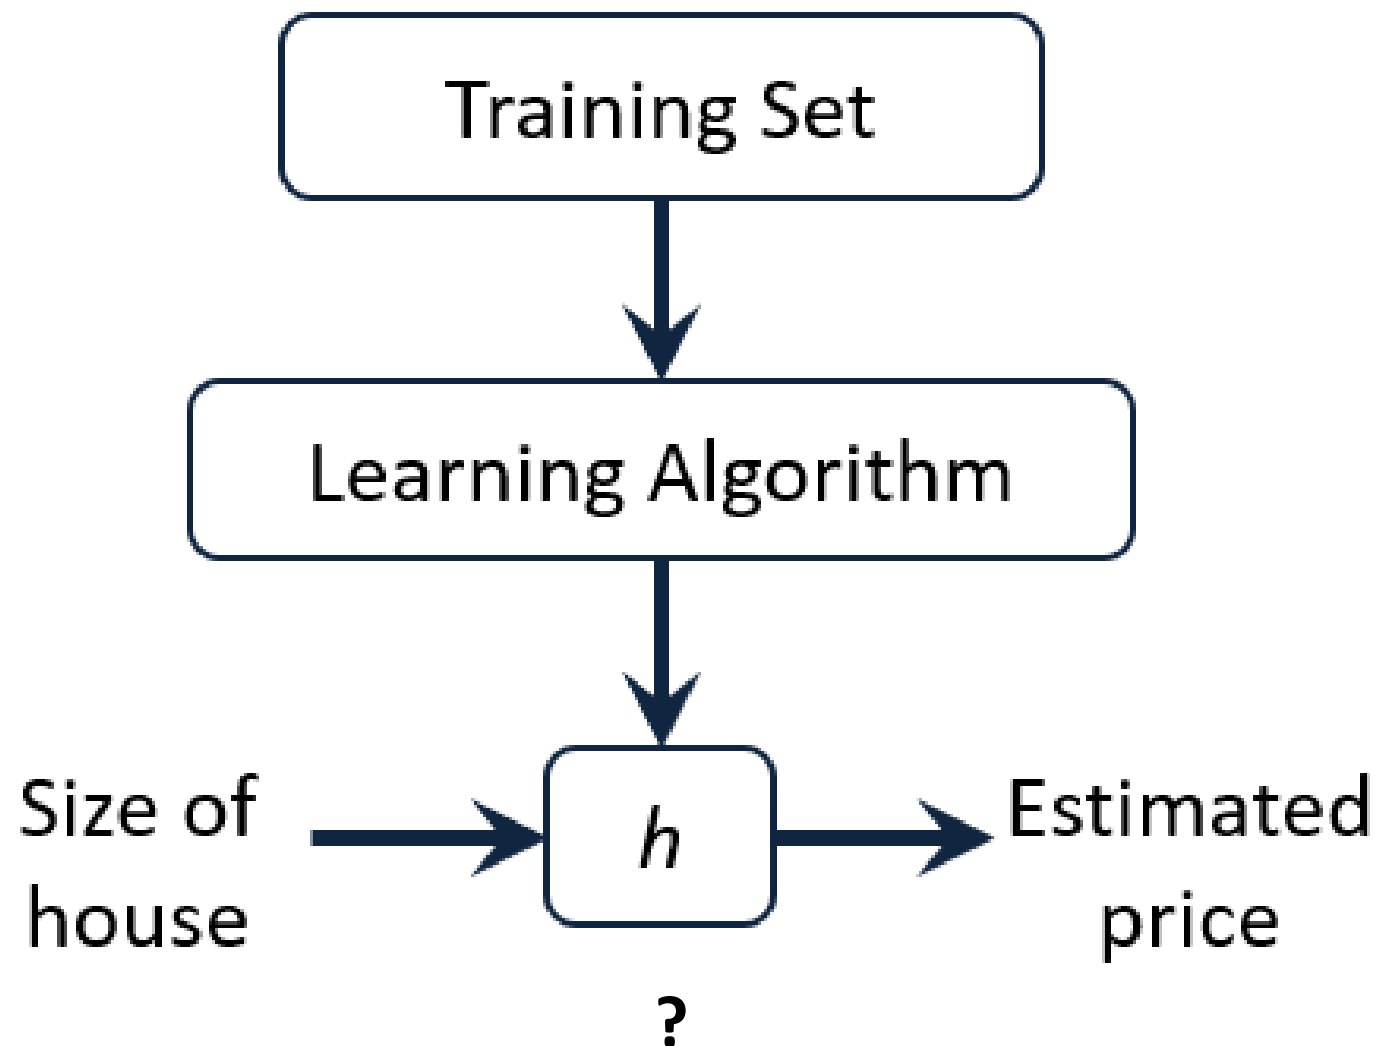 Training Set
Learning Algorithm
Size of
house
h
Estimated
price
?